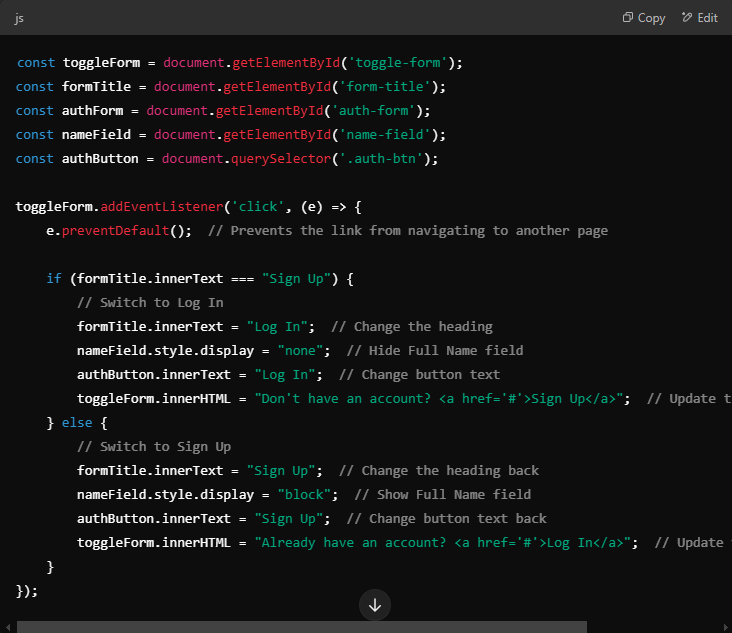 js Copy Edit
const toggleForm = document.getElementById('toggle-form');
const formTitle = document.getElementById('form-title');
const authForm = document.getElementById('auth-form');
const nameField = document.getElementById('name-field');
const authButton = document.querySelector('.auth-btn');

toggleForm.addEventListener('click', (e) => {
    e.preventDefault();  // Prevents the link from navigating to another page

    if (formTitle.innerText === "Sign Up") {
        // Switch to Log In
        formTitle.innerText = "Log In";  // Change the heading
        nameField.style.display = "none";  // Hide Full Name field
        authButton.innerText = "Log In";  // Change button text
        toggleForm.innerHTML = "Don't have an account? <a href='#'>Sign Up</a>";  // Update t
    } else {
        // Switch to Sign Up
        formTitle.innerText = "Sign Up";  // Change the heading back
        nameField.style.display = "block";  // Show Full Name field
        authButton.innerText = "Sign Up";  // Change button text back
        toggleForm.innerHTML = "Already have an account? <a href='#'>Log In</a>";  // Update
    }
});